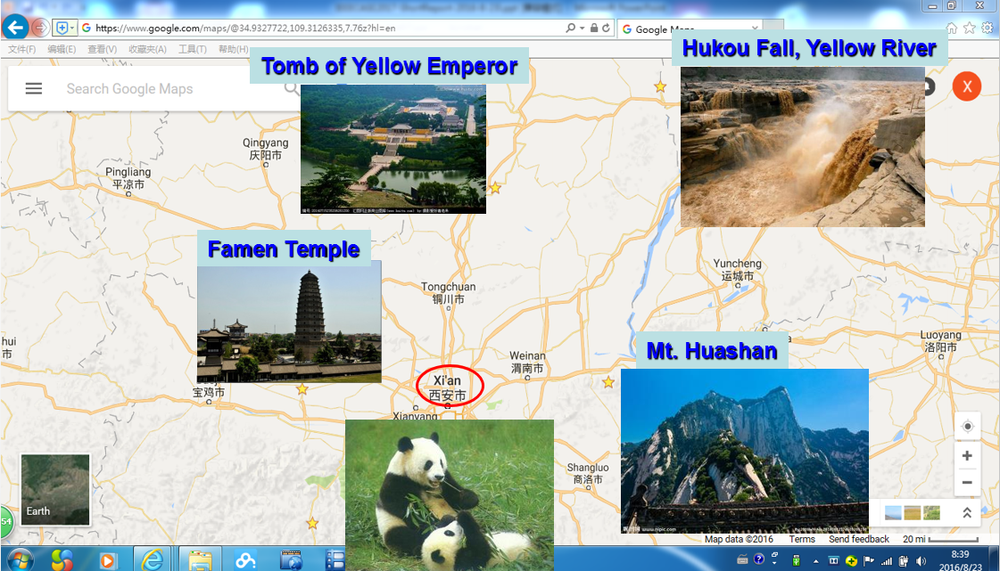 https://www.google.com/maps/@34.9327722,109.3126335,7.76z?hl=en
Google Maps
文件(F) 编辑(E) 查看(V) 收藏夹(A) 工具(T) 帮助(H)
Tomb of Yellow Emperor
Hukou Fall, Yellow River
Search Google Maps
X
Qingyang
庆阳市
Pingliang
平凉市
Famen Temple
Yuncheng
运城市
Tongchuan
铜川市
hui
市
Luoyang
洛阳市
Mt. Huashan
Weinan
渭南市
Xi'an
西安市
宝鸡市
Xianyang
Shangluo
商洛市
Earth
54
Map data ©2016 Terms Send feedback 20 mi
8:39
2016/8/23